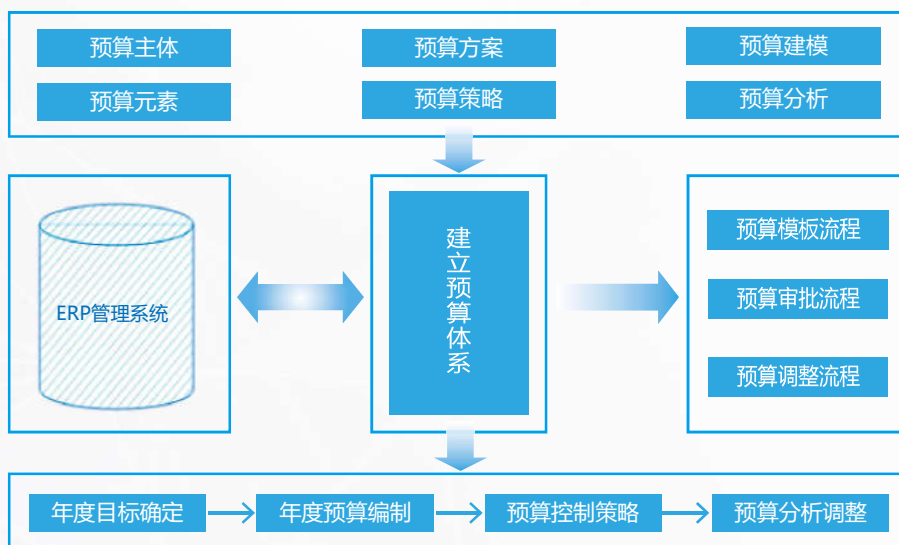 预算主体
预算方案
预算建模
预算元素
预算策略
预算分析
ERP管理系统
建立预算体系
预算模板流程
预算审批流程
预算调整流程
年度目标确定
年度预算编制
预算控制策略
预算分析调整